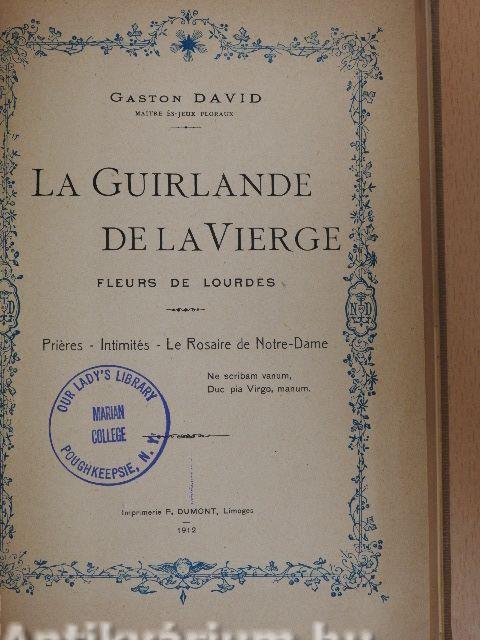 GASTON DAVID
MAITRE ÈS-JEUX FLORAUX
LA GUIRLANDE
DE LA VIERGE
FLEURS DE LOURDES
Prières - Intimités - Le Rosaire de Notre-Dame
Ne scribam vanum,
Duc pia Virgo, manum.
OUR LADY'S LIBRARY
MARIAN
COLLEGE
POUGHKEEPSIE, N. Y.
Imprimerie F. DUMONT, Limoges
1912
Antikvárium.hu